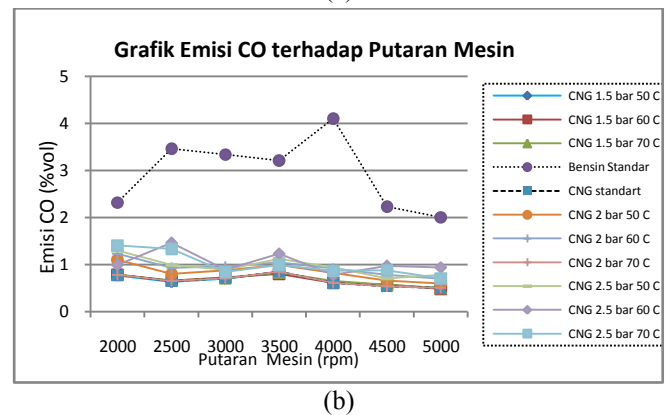 Grafik Emisi CO terhadap Putaran Mesin
5
4
3
2
1
0
Emisi CO (%vol)
2000 2500 3000 3500 4000 4500 5000
Putaran Mesin (rpm)
CNG 1.5 bar 50 C
CNG 1.5 bar 60 C
CNG 1.5 bar 70 C
Bensin Standar
CNG standart
CNG 2 bar 50 C
CNG 2 bar 60 C
CNG 2 bar 70 C
CNG 2.5 bar 50 C
CNG 2.5 bar 60 C
CNG 2.5 bar 70 C
(b)